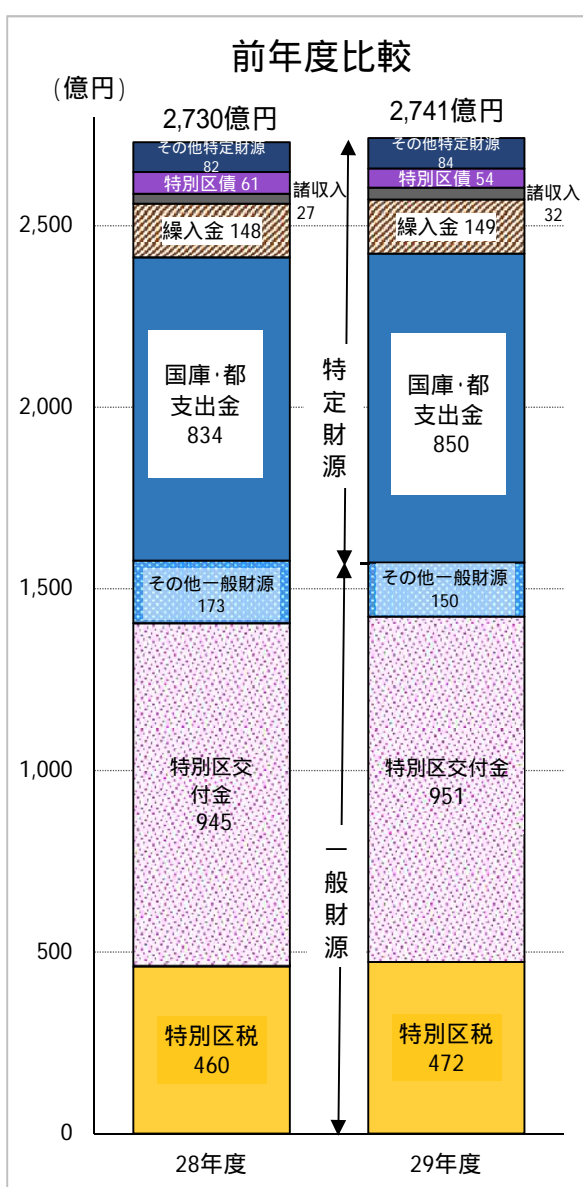 前年度比較
(億円)
2,730億円
2,741億円
その他特定財源
82
特別区債 61
諸収入
27
繰入金 148
国庫・都
支出金
834
その他一般財源
173
特別区交
付金
945
特別区税
460
その他特定財源
84
特別区債 54
諸収入
32
繰入金 149
国庫・都
支出金
850
その他一般財源
150
特別区交付金
951
特別区税
472
特定財源
一般財源
2,500
2,000
1,500
1,000
500
0
28年度
29年度